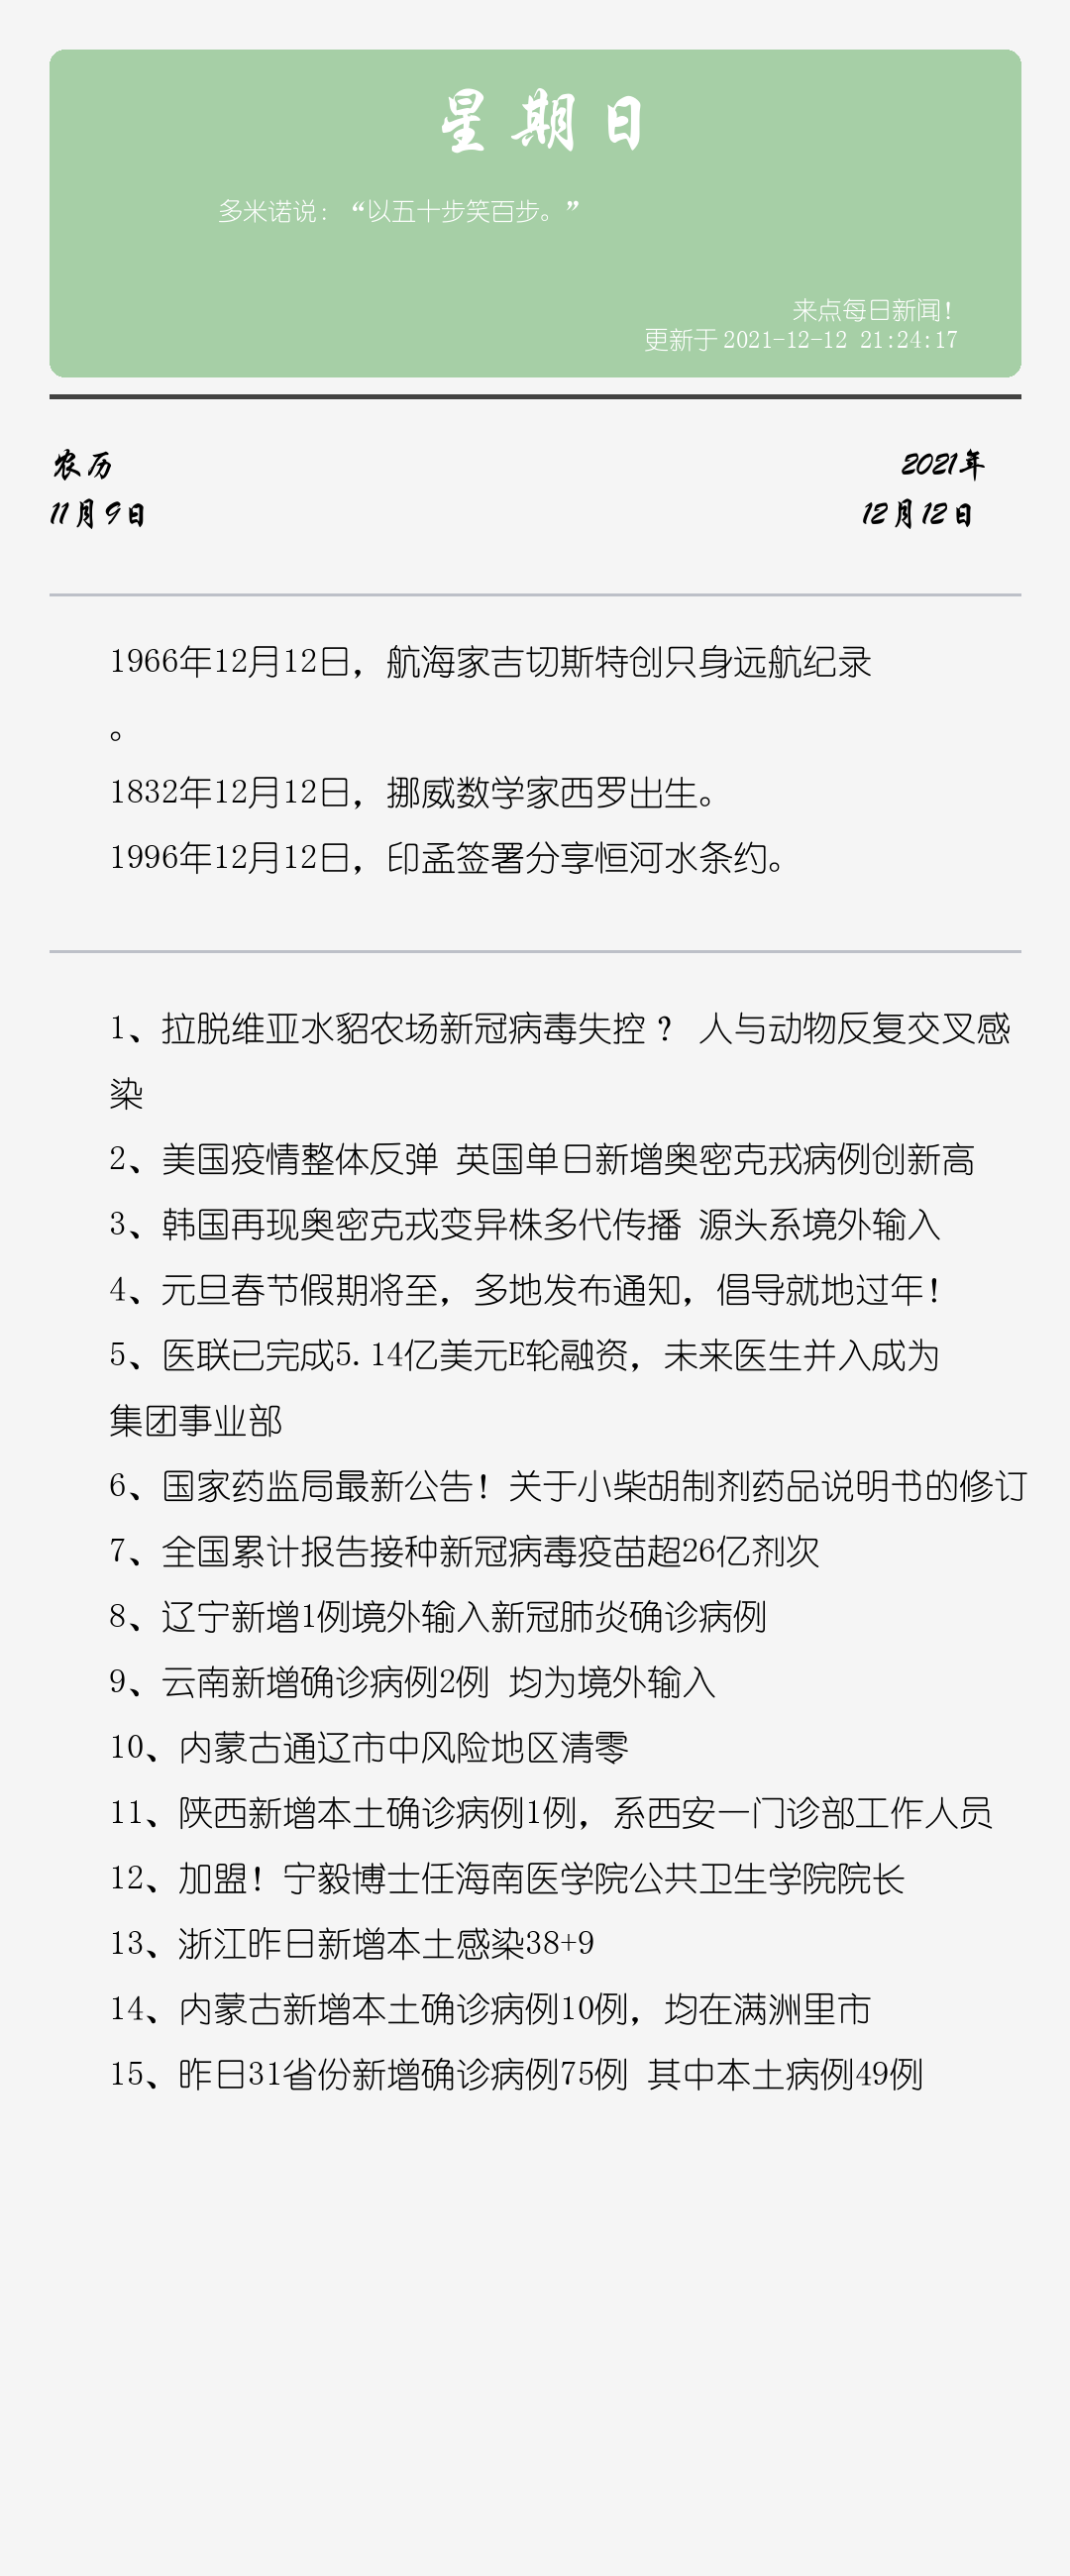 星期日
多米诺说：“以五十步笑百步。”
来点每日新闻！
更新于 2021-12-12 21:24:17
农历
2021年
11月9日
12月12日
1966年12月12日，航海家吉切斯特创只身远航纪录
。
1832年12月12日，挪威数学家西罗出生。
1996年12月12日，印孟签署分享恒河水条约。
1、拉脱维亚水貂农场新冠病毒失控 ？ 人与动物反复交叉感
染
2、美国疫情整体反弹 英国单日新增奥密克戎病例创新高
3、韩国再现奥密克戎变异株多代传播 源头系境外输入
4、元旦春节假期将至，多地发布通知，倡导就地过年！
5、医联已完成5.14亿美元E轮融资，未来医生并入成为
集团事业部
6、国家药监局最新公告！关于小柴胡制剂药品说明书的修订
7、全国累计报告接种新冠病毒疫苗超26亿剂次
8、辽宁新增1例境外输入新冠肺炎确诊病例
9、云南新增确诊病例2例 均为境外输入
10、内蒙古通辽市中风险地区清零
11、陕西新增本土确诊病例1例，系西安一门诊部工作人员
12、加盟！宁毅博士任海南医学院公共卫生学院院长
13、浙江昨日新增本土感染38+9
14、内蒙古新增本土确诊病例10例，均在满洲里市
15、昨日31省份新增确诊病例75例 其中本土病例49例